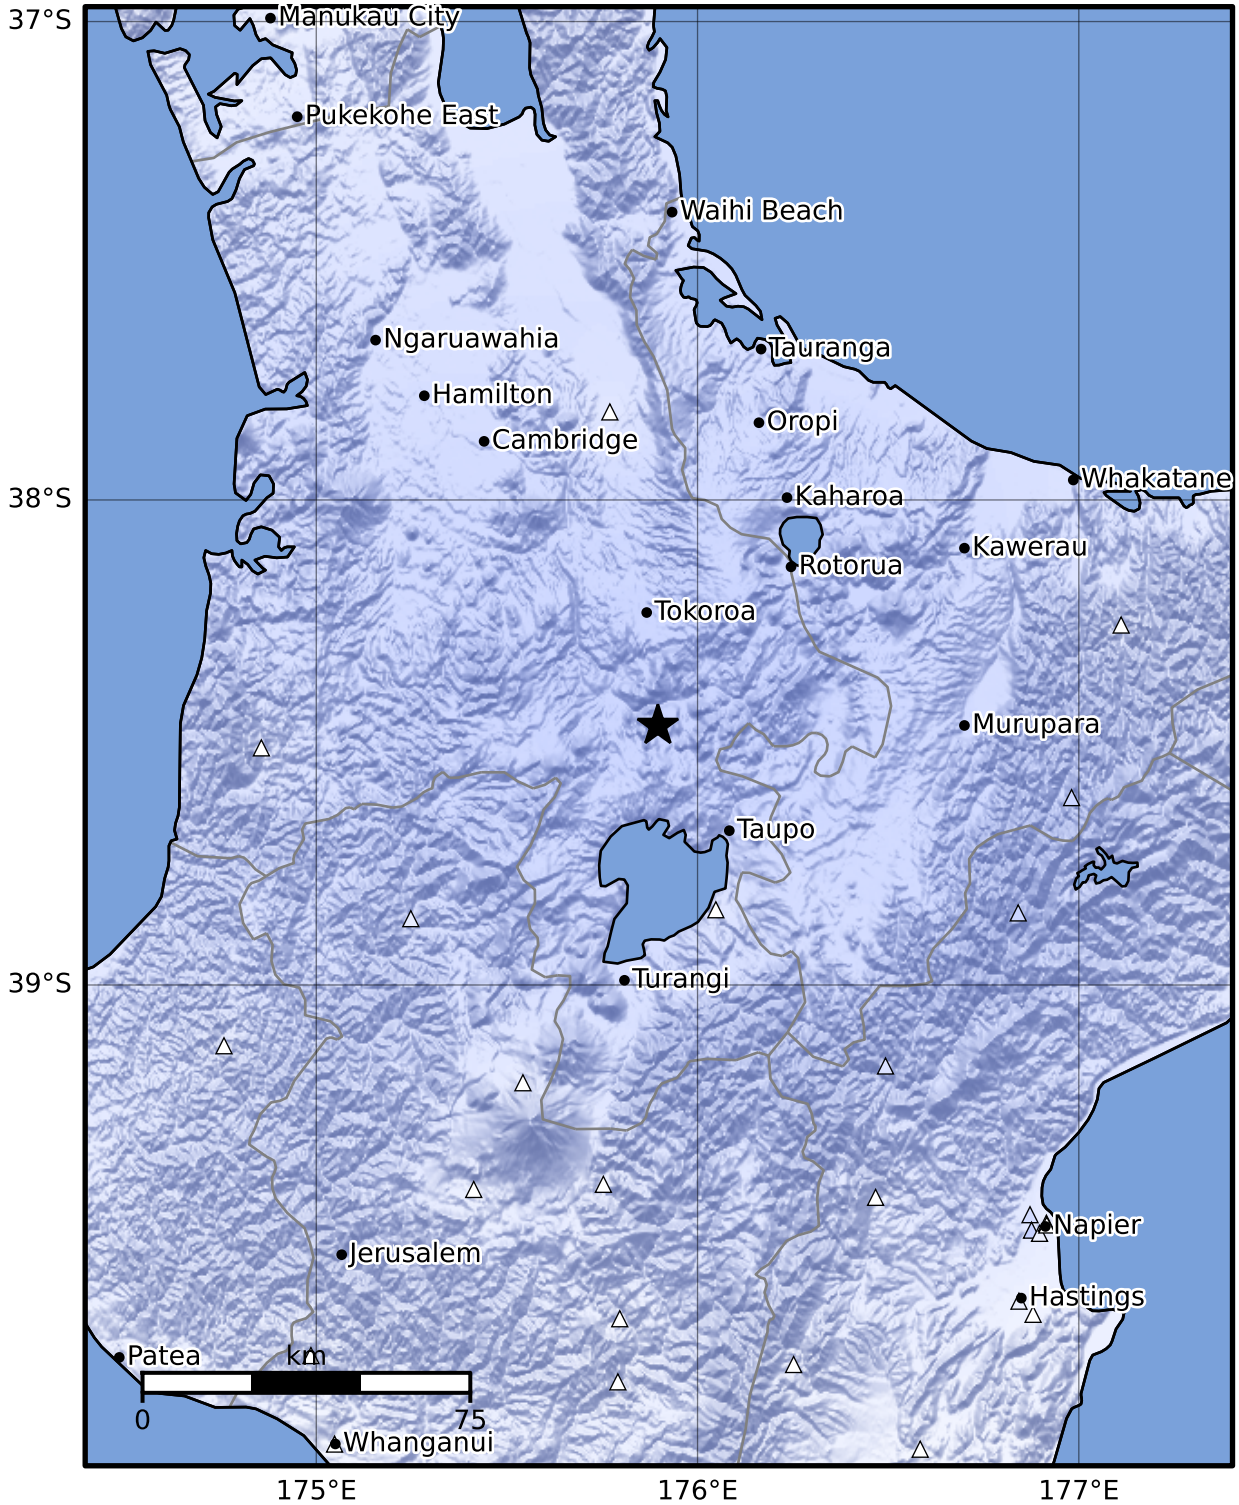 37°S
Manukau City
Pukekohe East
Waihi Beach
Ngaruawahia
Tauranga
Hamilton
Oropi
Cambridge
Whakatane
38°S
Kaharoa
Kawerau
Rotorua
Tokoroa
Murupara
Taupo
Turangi
39°S
Napier
Jerusalem
Hastings
Patea
km
0
75
Whanganui
175°E
176°E
177°E